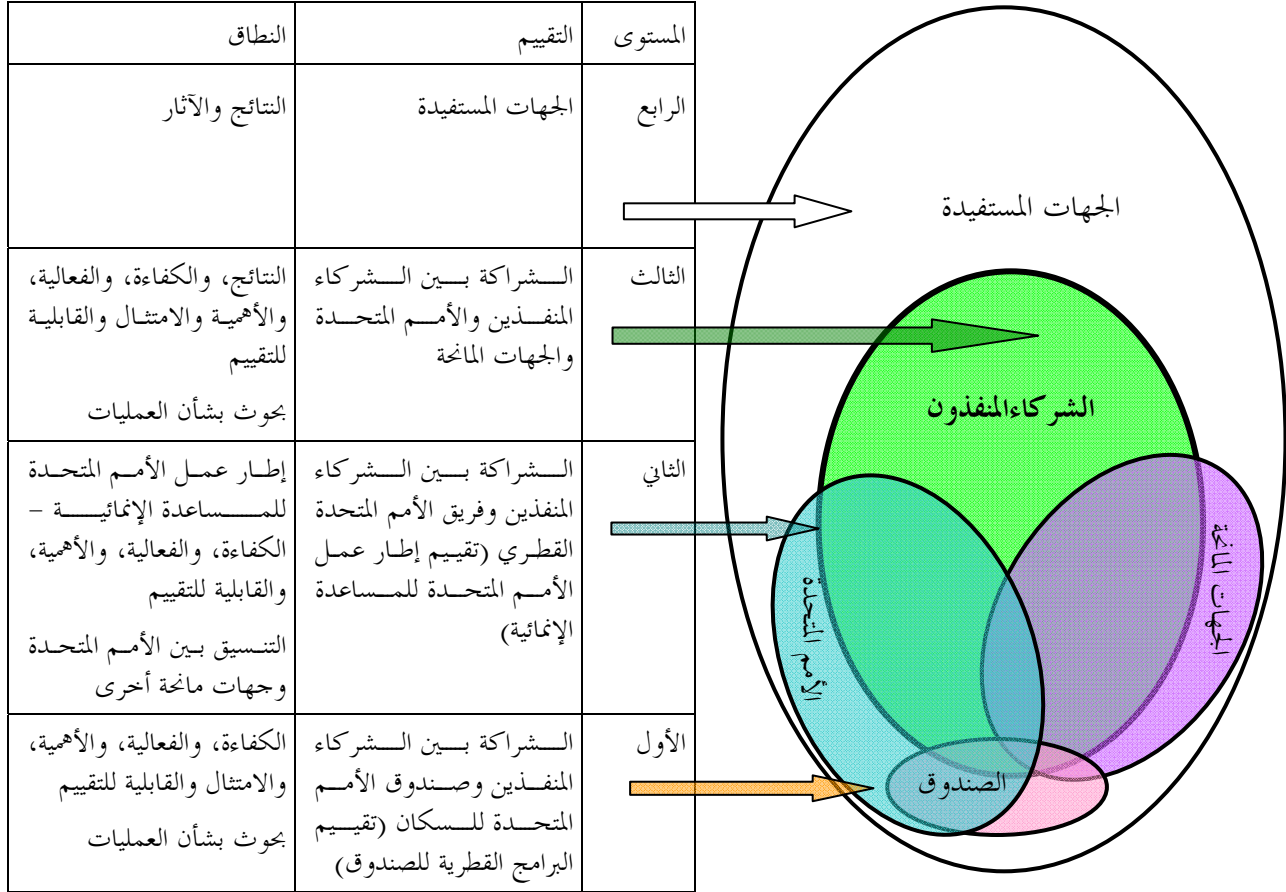 المستوى التقييم النطاق
الرابع الجهات المستفيدة النتائج والآثار
الثالث الشراكة بين الشركاء النتائج، والكفاءة، والفعالية،
المنفذين والأمم المتحدة والأهمية والامتثال والقابلية
والجهات المانحة للتقييم
بحوث بشأن العمليات
الثاني الشراكة بين الشركاء إطار عمل الأمم المتحدة
المنفذين وفريق الأمم المتحدة للمساعدة الإنمائية –
القطري (تقييم إطار عمل الكفاءة، والفعالية، والأهمية،
الأمم المتحدة للمساعدة والقابلية للتقييم
الإنمائية) التنسيق بين الأمم المتحدة
وجهات مانحة أخرى
الأول الشراكة بين الشركاء الكفاءة، والفعالية، والأهمية،
المنفذين وصندوق الأمم والامتثال والقابلية للتقييم
المتحدة للسكان (تقييم بحوث بشأن العمليات
البرامج القطرية للصندوق)
الجهات المستفيدة
الشركاءالمنفذون
الجهات المانحة
الأمم المتحدة
الصندوق